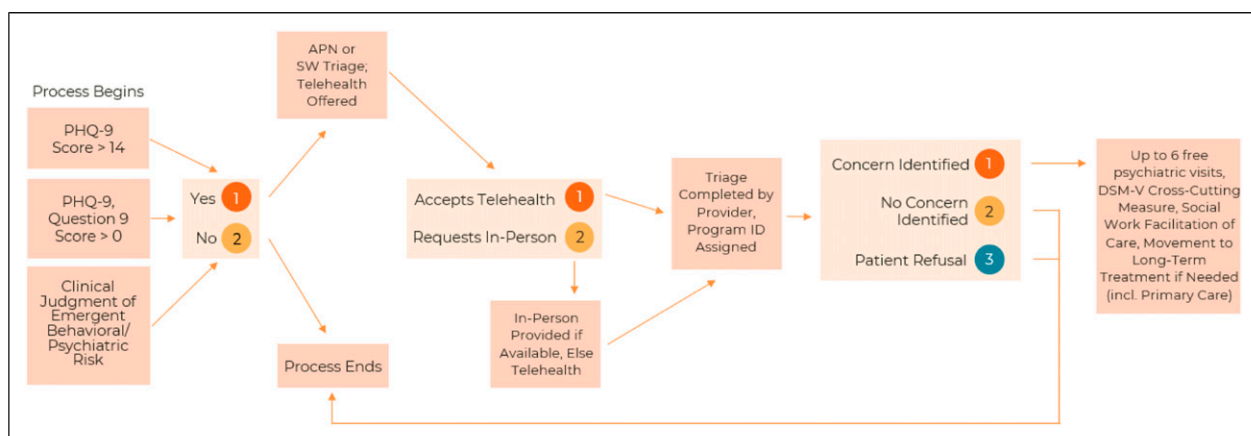 Process Begins
PHQ-9
Score > 14
PHQ-9,
Question 9
Score > 0
Clinical
Judgment of
Emergent
Behavioral/
Psychiatric
Risk
Yes 1
No 2
APN or
SW Triage;
Telehealth
Offered
Process Ends
Accepts Telehealth 1
Requests In-Person 2
In-Person
Provided if
Available, Else
Telehealth
Triage
Completed by
Provider,
Program ID
Assigned
Concern Identified 1
No Concern
Identified 2
Patient Refusal 3
Up to 6 free
psychiatric visits,
DSM-V Cross-Cutting
Measure, Social
Work Facilitation of
Care, Movement to
Long-Term
Treatment if Needed
(incl. Primary Care)